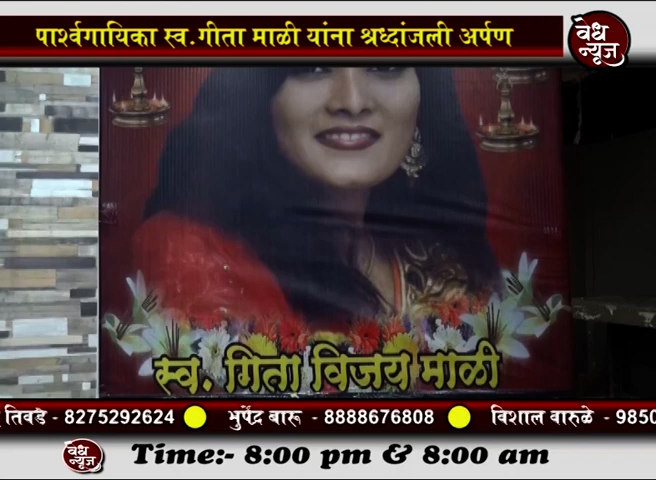 पार्श्वगायिका स्व.गीता माळी यांना श्रध्दांजली अर्पण
वेध
न्यूज
स्व. गिता विजय माळी
तिवडे - 8275292624 भुपेंद्र बारू - 8888676808 विशाल वारुळे - 9850
वेध
न्यूज
Time:- 8:00 pm & 8:00 am